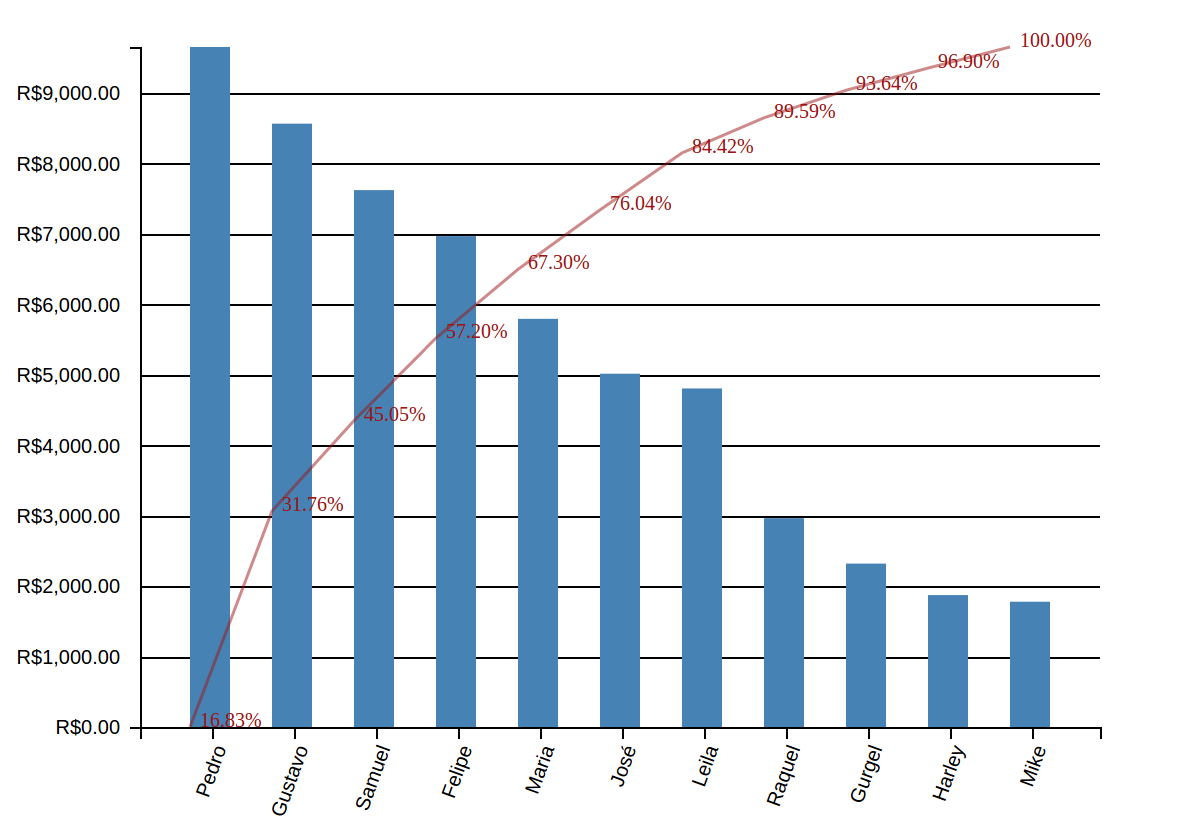 100.00%
96.90%
93.64%
R$9,000.00
89.59%
84.42%
R$8,000.00
76.04%
R$7,000.00
67.30%
R$6,000.00
57.20%
R$5,000.00
45.05%
R$4,000.00
31.76%
R$3,000.00
R$2,000.00
R$1,000.00
16.83%
R$0.00
Pedro
Gustavo
Samuel
Felipe
Maria
José
Leila
Raquel
Gurgel
Harley
Mike